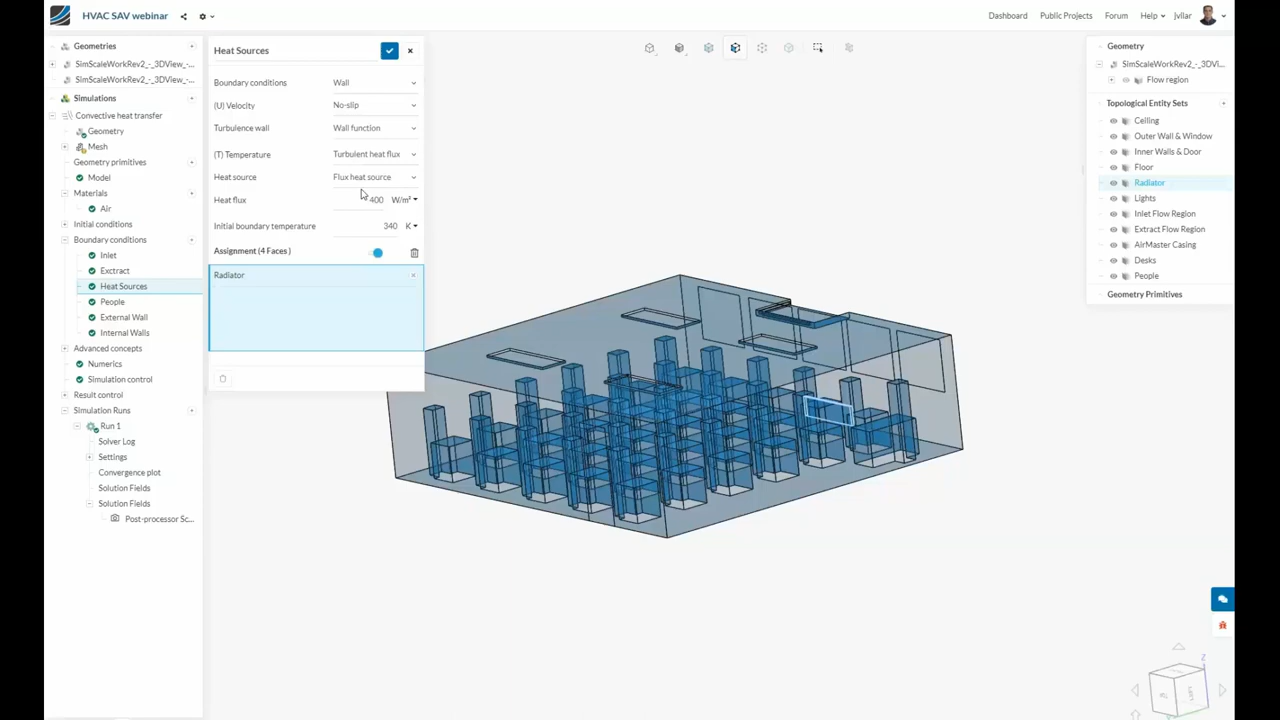 HVAC SAV webinar
Dashboard
Public Projects
Forum
Help
jvllar
Geometries
SimScaleWorkRev2_-_3DView_-...
SimScaleWorkRev2_-_3DView_-...
Simulations
Convective heat transfer
Geometry
Mesh
Geometry primitives
Model
Materials
Air
Initial conditions
Boundary conditions
Inlet
Exctract
Heat Sources
People
External Wall
Internal Walls
Advanced concepts
Numerics
Simulation control
Result control
Simulation Runs
Run 1
Solver Log
Settings
Convergence plot
Solution Fields
Solution Fields
Post-processor Sc...
Heat Sources
Boundary conditions Wall
(U) Velocity No-slip
Turbulence wall Wall function
(T) Temperature Turbulent heat flux
Heat source Flux heat source
Heat flux 400 W/m²
Initial boundary temperature 340 K
Assignment (4 Faces )
Radiator
Geometry
SimScaleWorkRev2_-_3DVi...
Flow region
Topological Entity Sets
Ceiling
Outer Wall & Window
Inner Walls & Door
Floor
Radiator
Lights
Inlet Flow Region
Extract Flow Region
AirMaster Casing
Desks
People
Geometry Primitives
Z
LEFT